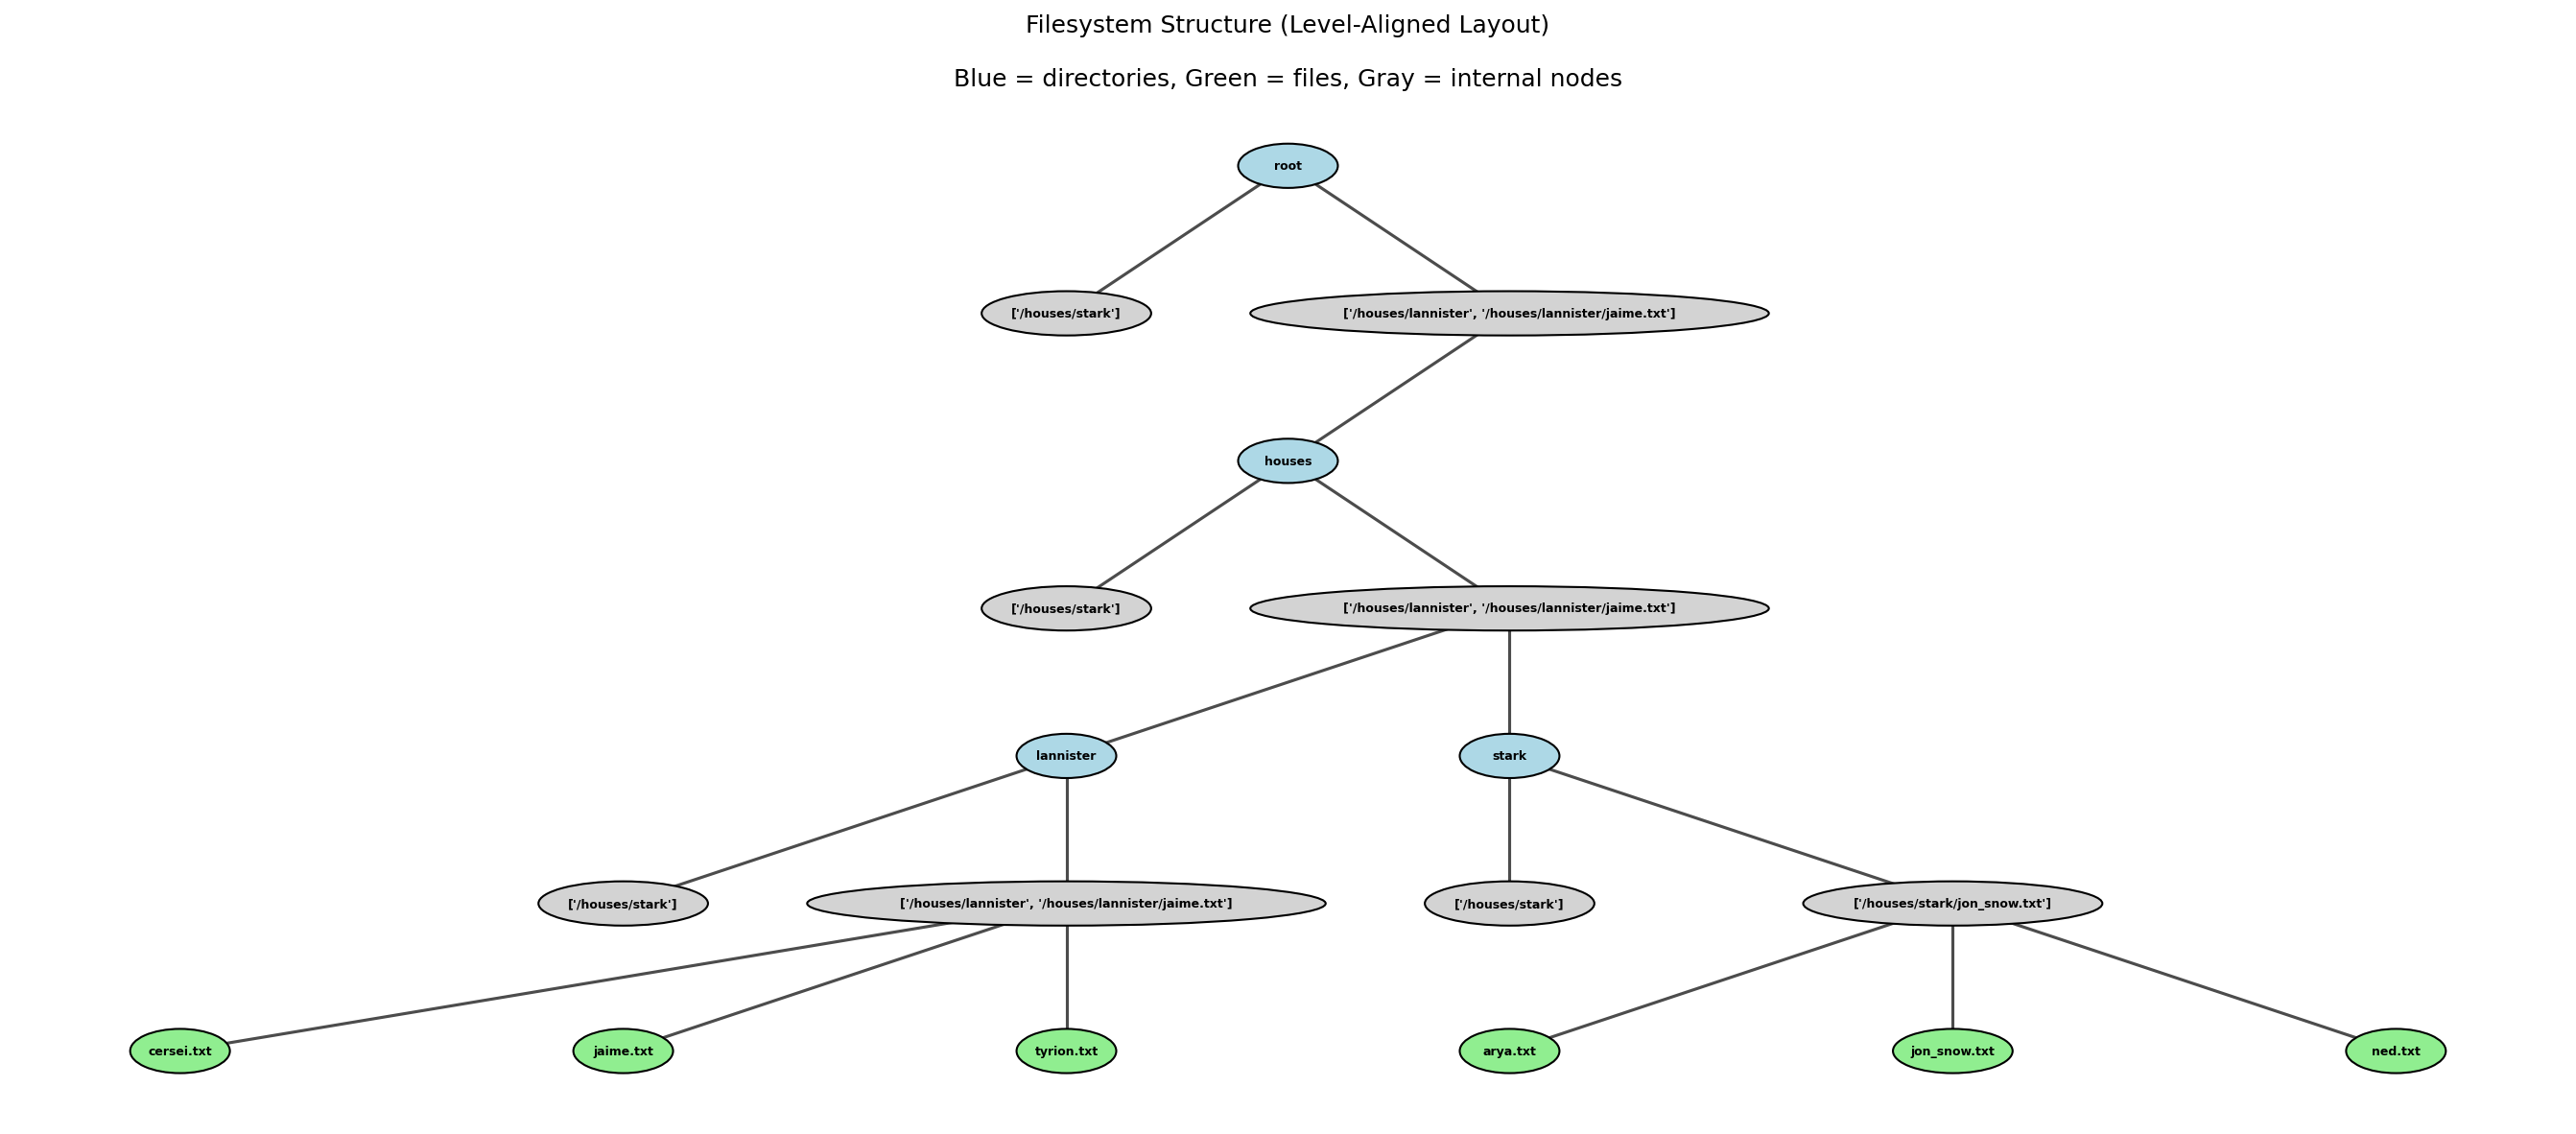 Filesystem Structure (Level-Aligned Layout)
Blue = directories, Green = files, Gray = internal nodes
root
['/houses/stark']
['/houses/lannister', '/houses/lannister/jaime.txt']
houses
['/houses/stark']
['/houses/lannister', '/houses/lannister/jaime.txt']
lannister
stark
['/houses/stark']
['/houses/lannister', '/houses/lannister/jaime.txt']
['/houses/stark']
['/houses/stark/jon_snow.txt']
cersei.txt
jaime.txt
tyrion.txt
arya.txt
jon_snow.txt
ned.txt